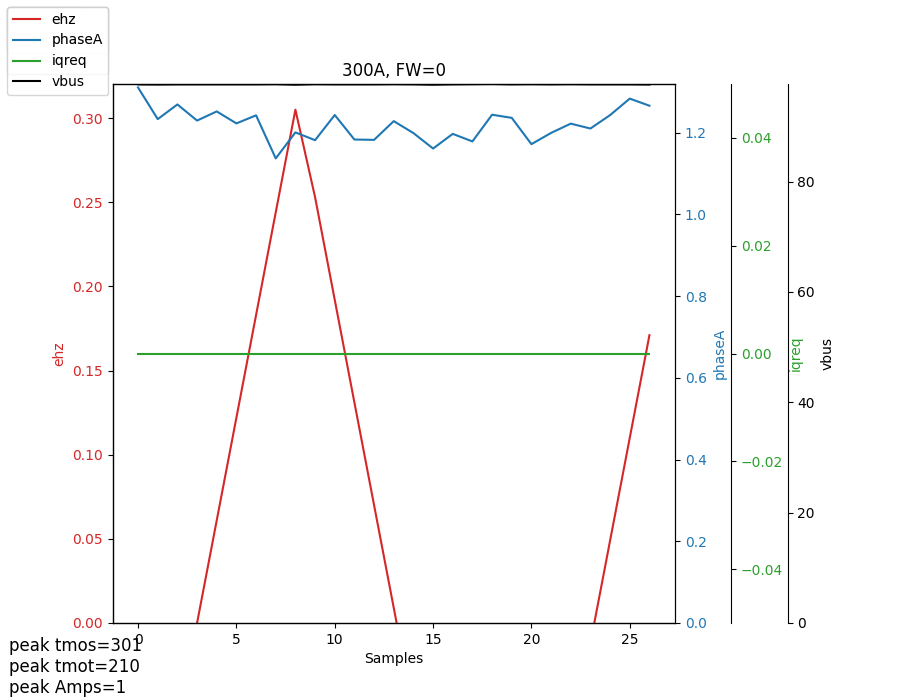 ehz
phaseA
iqreq
vbus
300A, FW=0
0.30
0.25
0.20
0.15
0.10
0.05
0.00
ehz
0
5
10
15
20
25
Samples
1.2
1.0
0.8
0.6
0.4
0.2
0.0
phaseA
0.04
0.02
0.00
−0.02
−0.04
iqreq
80
60
40
20
0
vbus
peak tmos=301
peak tmot=210
peak Amps=1